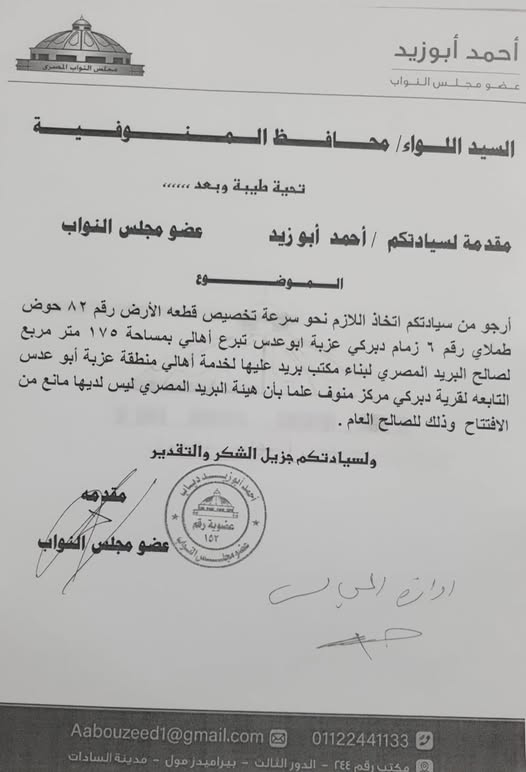 أحمد أبوزيد
عضو مجلس النواب
مجلس النواب المصري
السيد اللواء/ محافظ المنوفية
تحية طيبة وبعد ،،،،،،
مقدمة لسيادتكم / أحمد أبو زيد عضو مجلس النواب
الموضوع
أرجو من سيادتكم اتخاذ اللازم نحو سرعة تخصيص قطعه الأرض رقم ٨٢ حوض
طملاي رقم ٦ زمام دبركي عزبة ابوعدس تبرع أهالي بمساحة ١٧٥ متر مربع
لصالح البريد المصري لبناء مكتب بريد عليها لخدمة أهالي منطقة عزبة أبو عدس
التابعه لقرية دبركي مركز منوف علما بأن هيئة البريد المصري ليس لديها مانع من
الافتتاح وذلك للصالح العام .
ولسيادتكم جزيل الشكر والتقدير
مقدمه
عضو مجلس النواب
أحمد أبوزيد دياب
عضوية رقم
١٥٢
عضو مجلس النواب
ادارة
01122441133 Aabouzeed1@gmail.com
مكتب رقم ٢٤٤ - الدور الثالث - بيراميدز مول - مدينة السادات